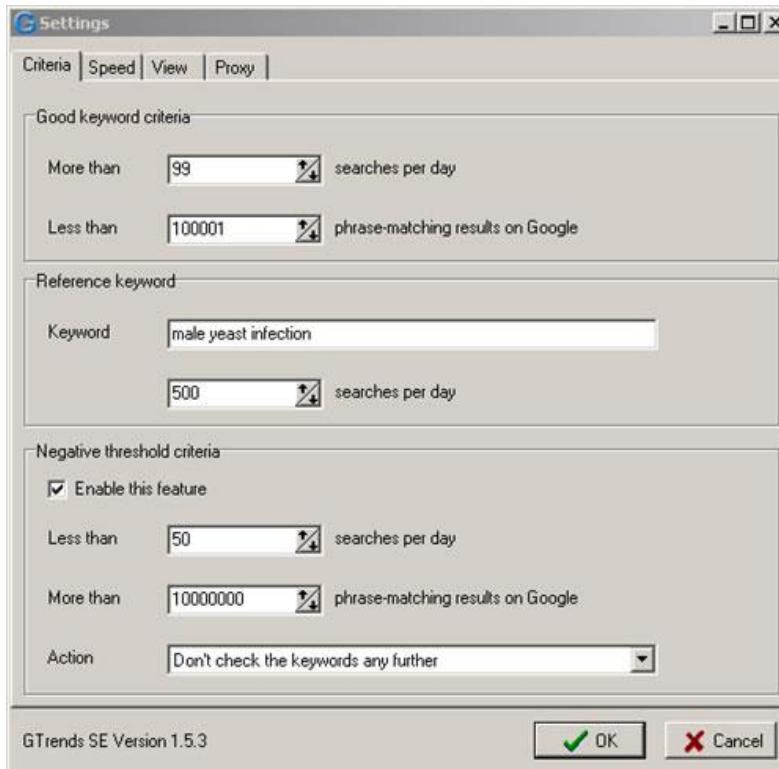 Settings
Criteria Speed View Proxy
Good keyword criteria
More than 99 searches per day
Less than 100001 phrase-matching results on Google
Reference keyword
Keyword male yeast infection
500 searches per day
Negative threshold criteria
Enable this feature
Less than 50 searches per day
More than 10000000 phrase-matching results on Google
Action Don't check the keywords any further
GTrends SE Version 1.5.3 OK Cancel